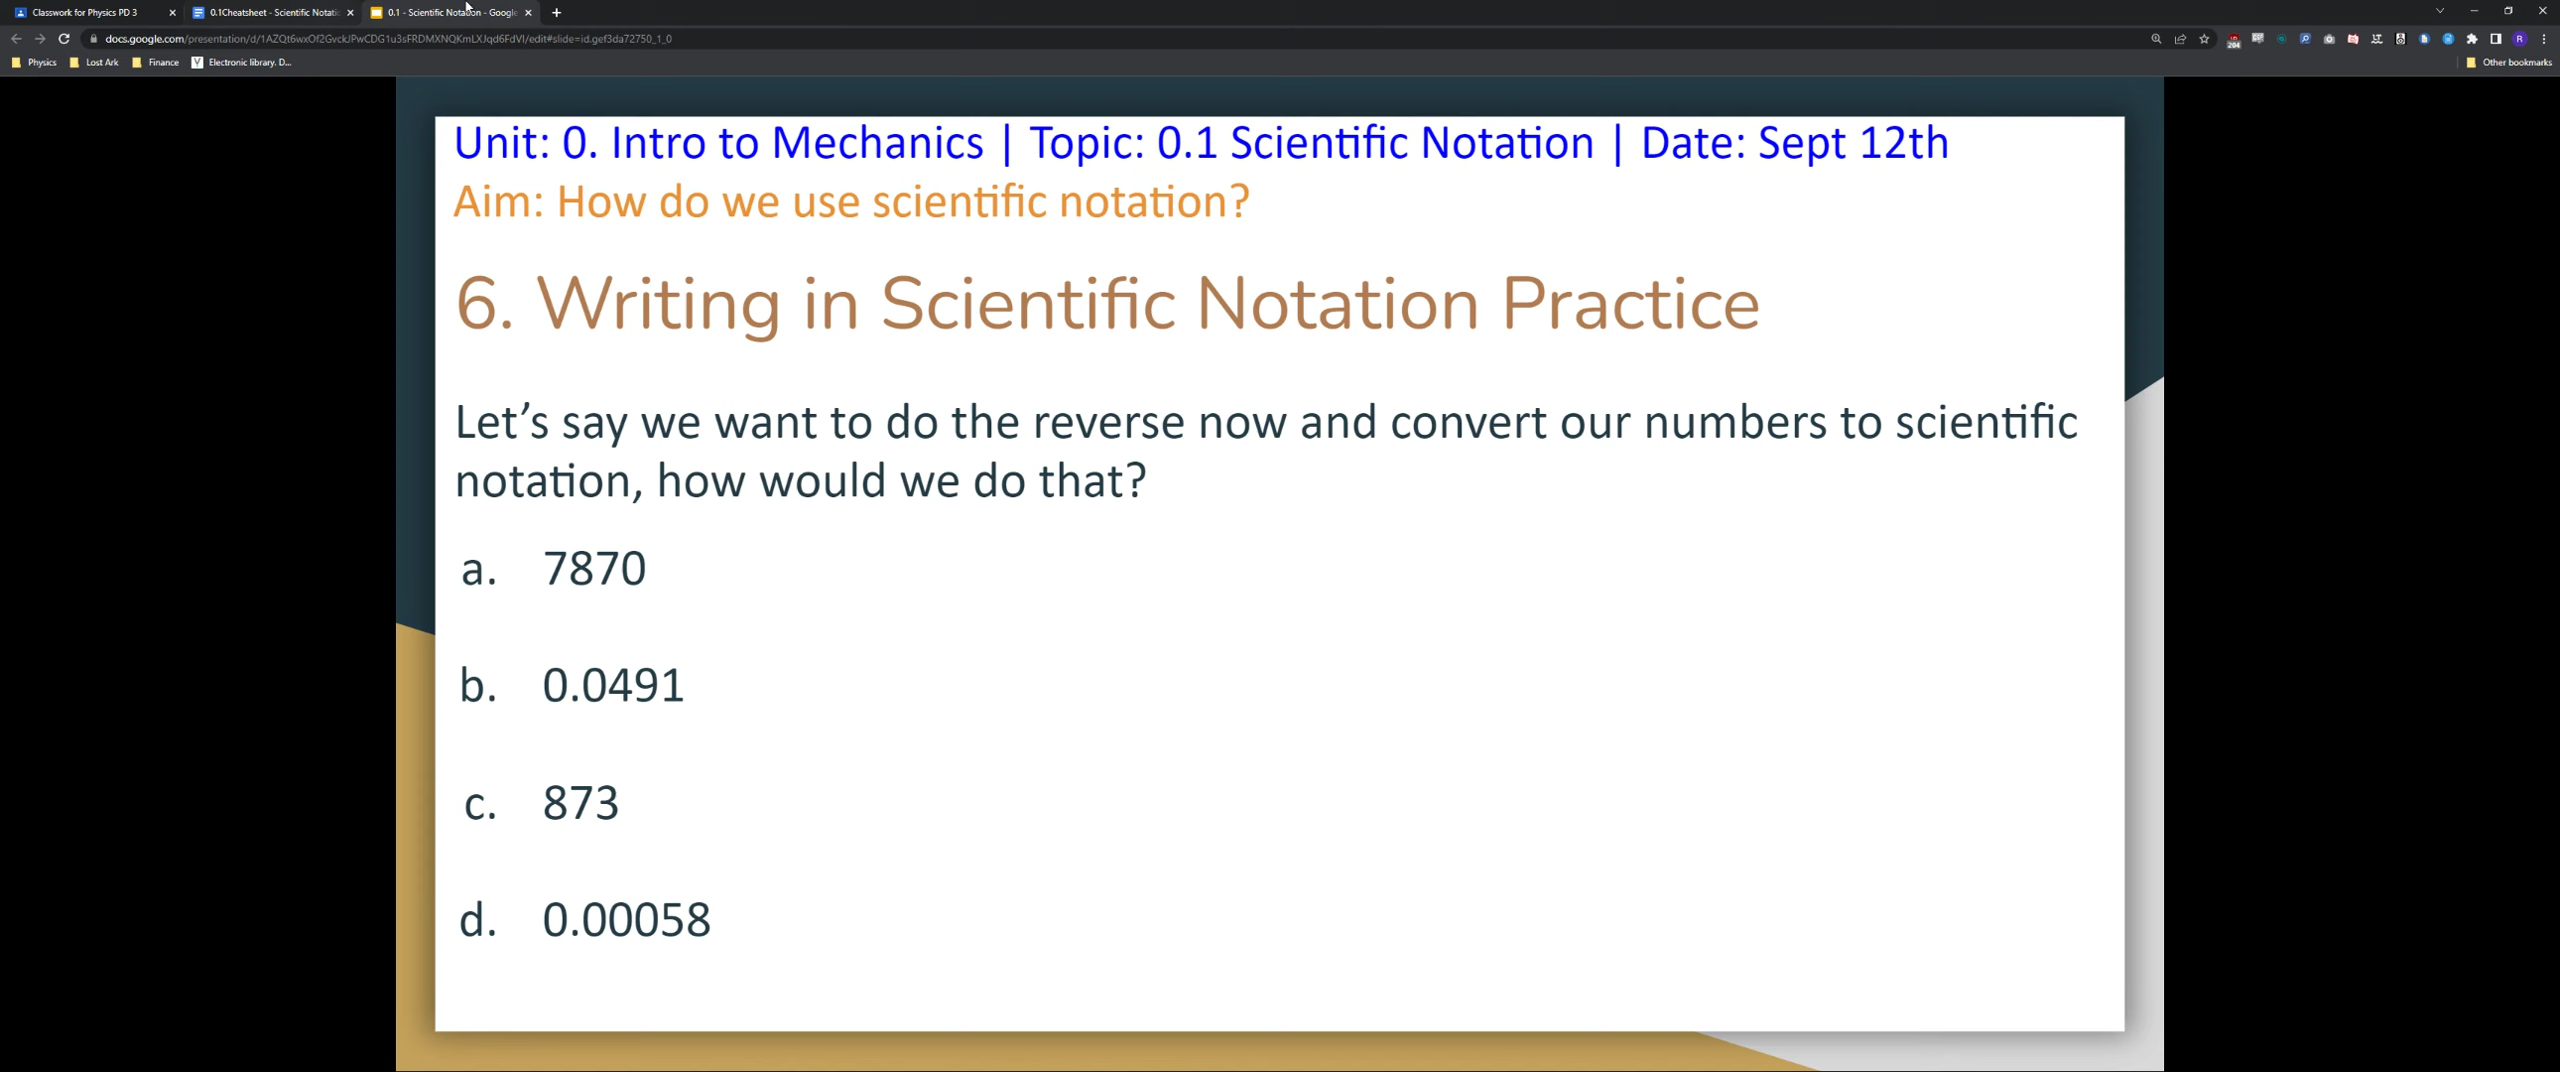 Classwork for Physics PD 3
0.1Cheatsheet - Scientific Notatic
0.1 - Scientific Notation - Google
docs.google.com/presentation/d/1AZQt6wxOf2GvckJPwCDG1u3sFRDMXNQKmLXJqd6FdVI/edit#slide=id.gef3da72750_1_0
204
R
Physics
Lost Ark
Finance
Electronic library. D...
Other bookmarks
Unit: 0. Intro to Mechanics | Topic: 0.1 Scientific Notation | Date: Sept 12th
Aim: How do we use scientific notation?
6. Writing in Scientific Notation Practice
Let’s say we want to do the reverse now and convert our numbers to scientific
notation, how would we do that?
a. 7870
b. 0.0491
c. 873
d. 0.00058